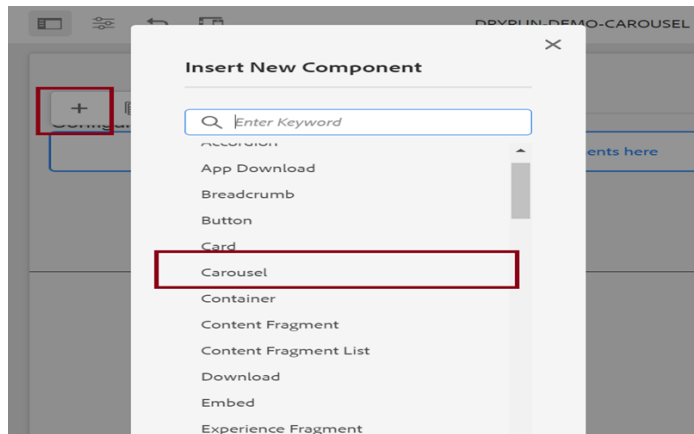 DRYRUN-DEMO-CAROUSEL
Insert New Component
Enter Keyword
Accordion
App Download
Breadcrumb
Button
Card
Carousel
Container
Content Fragment
Content Fragment List
Download
Embed
Experience Fragment
ents here